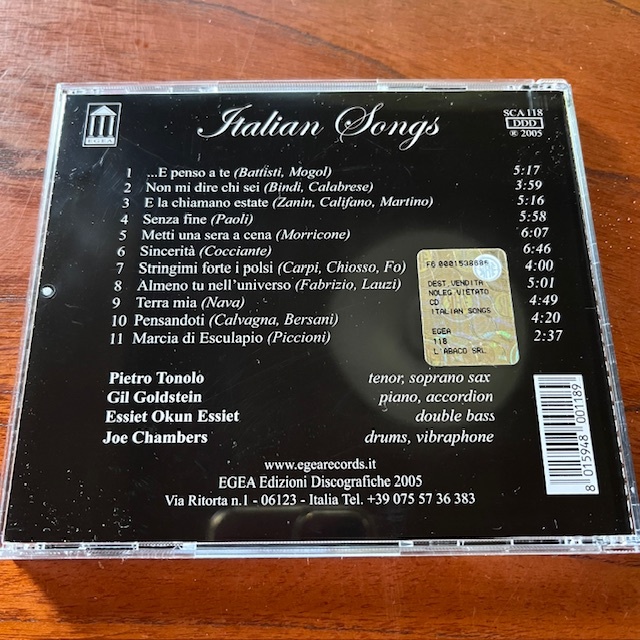 EGEA
Italian Songs
SCA 118
DDD
℗ 2005
1 ...E penso a te (Battisti, Mogol) 5:17
2 Non mi dire chi sei (Bindi, Calabrese) 3:59
3 E la chiamano estate (Zanin, Califano, Martino) 5:16
4 Senza fine (Paoli) 5:58
5 Metti una sera a cena (Morricone) 6:07
6 Sincerità (Cocciante) 6:46
7 Stringimi forte i polsi (Carpi, Chiosso, Fo) 4:00
8 Almeno tu nell'universo (Fabrizio, Lauzi) 5:01
9 Terra mia (Nava) 4:49
10 Pensandoti (Calvagna, Bersani) 4:20
11 Marcia di Esculapio (Piccioni) 2:37
DEST.VENDITA
NOLEG.VIETATO
CD
ITALIAN SONGS
EGEA
118
L'ABACO SRL
Pietro Tonolo tenor, soprano sax
Gil Goldstein piano, accordion
Essiet Okun Essiet double bass
Joe Chambers drums, vibraphone
www.egearecords.it
EGEA Edizioni Discografiche 2005
Via Ritorta n.1 - 06123 - Italia Tel. +39 075 57 36 383
8 015948 001189